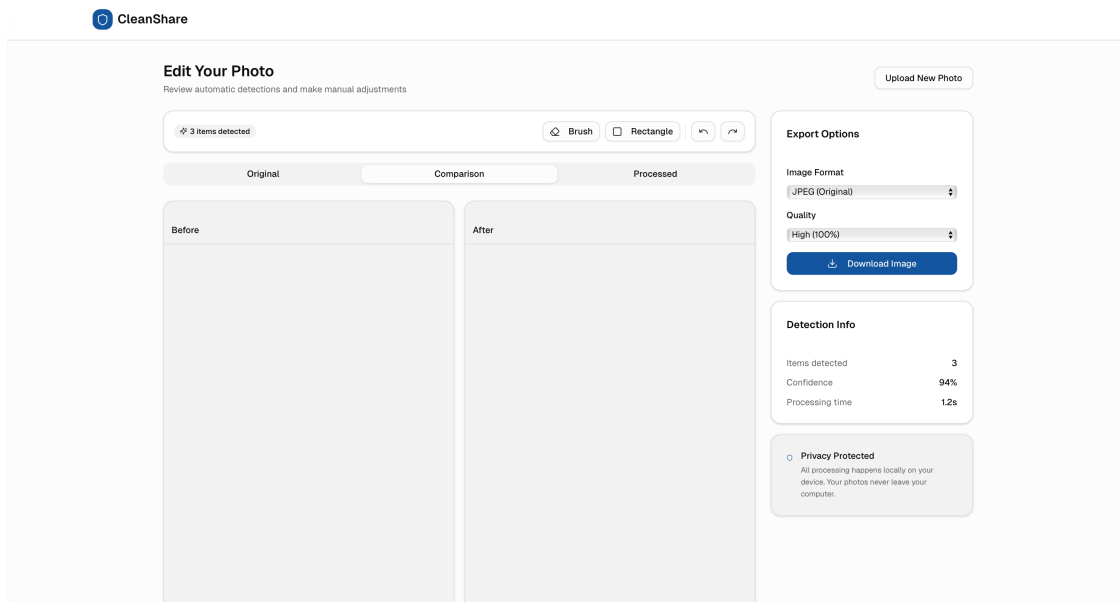 CleanShare
Edit Your Photo
Review automatic detections and make manual adjustments
Upload New Photo
3 items detected
Brush
Rectangle
Original
Comparison
Processed
Before
After
Export Options
Image Format
JPEG (Original)
Quality
High (100%)
Download Image
Detection Info
Items detected 3
Confidence 94%
Processing time 1.2s
Privacy Protected
All processing happens locally on your
device. Your photos never leave your
computer.